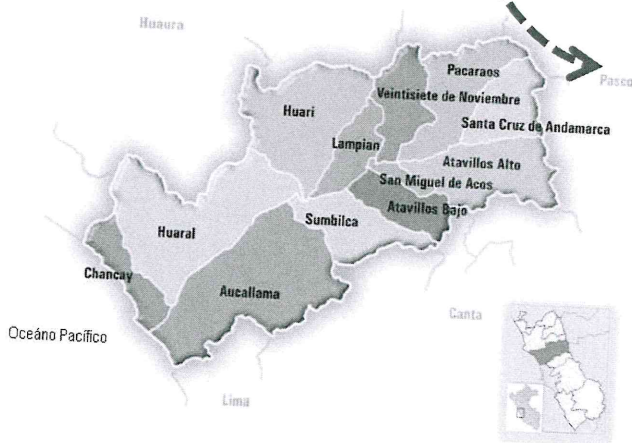 Huaura
Pacaraos
Pasco
Veintisiete de Noviembre
Huari
Santa Cruz de Andamarca
Lampian
Atavillos Alto
San Miguel de Acos
Atavillos Bajo
Sumbilca
Huaral
Chancay
Aucallama
Canta
Oceáno Pacífico
Lima